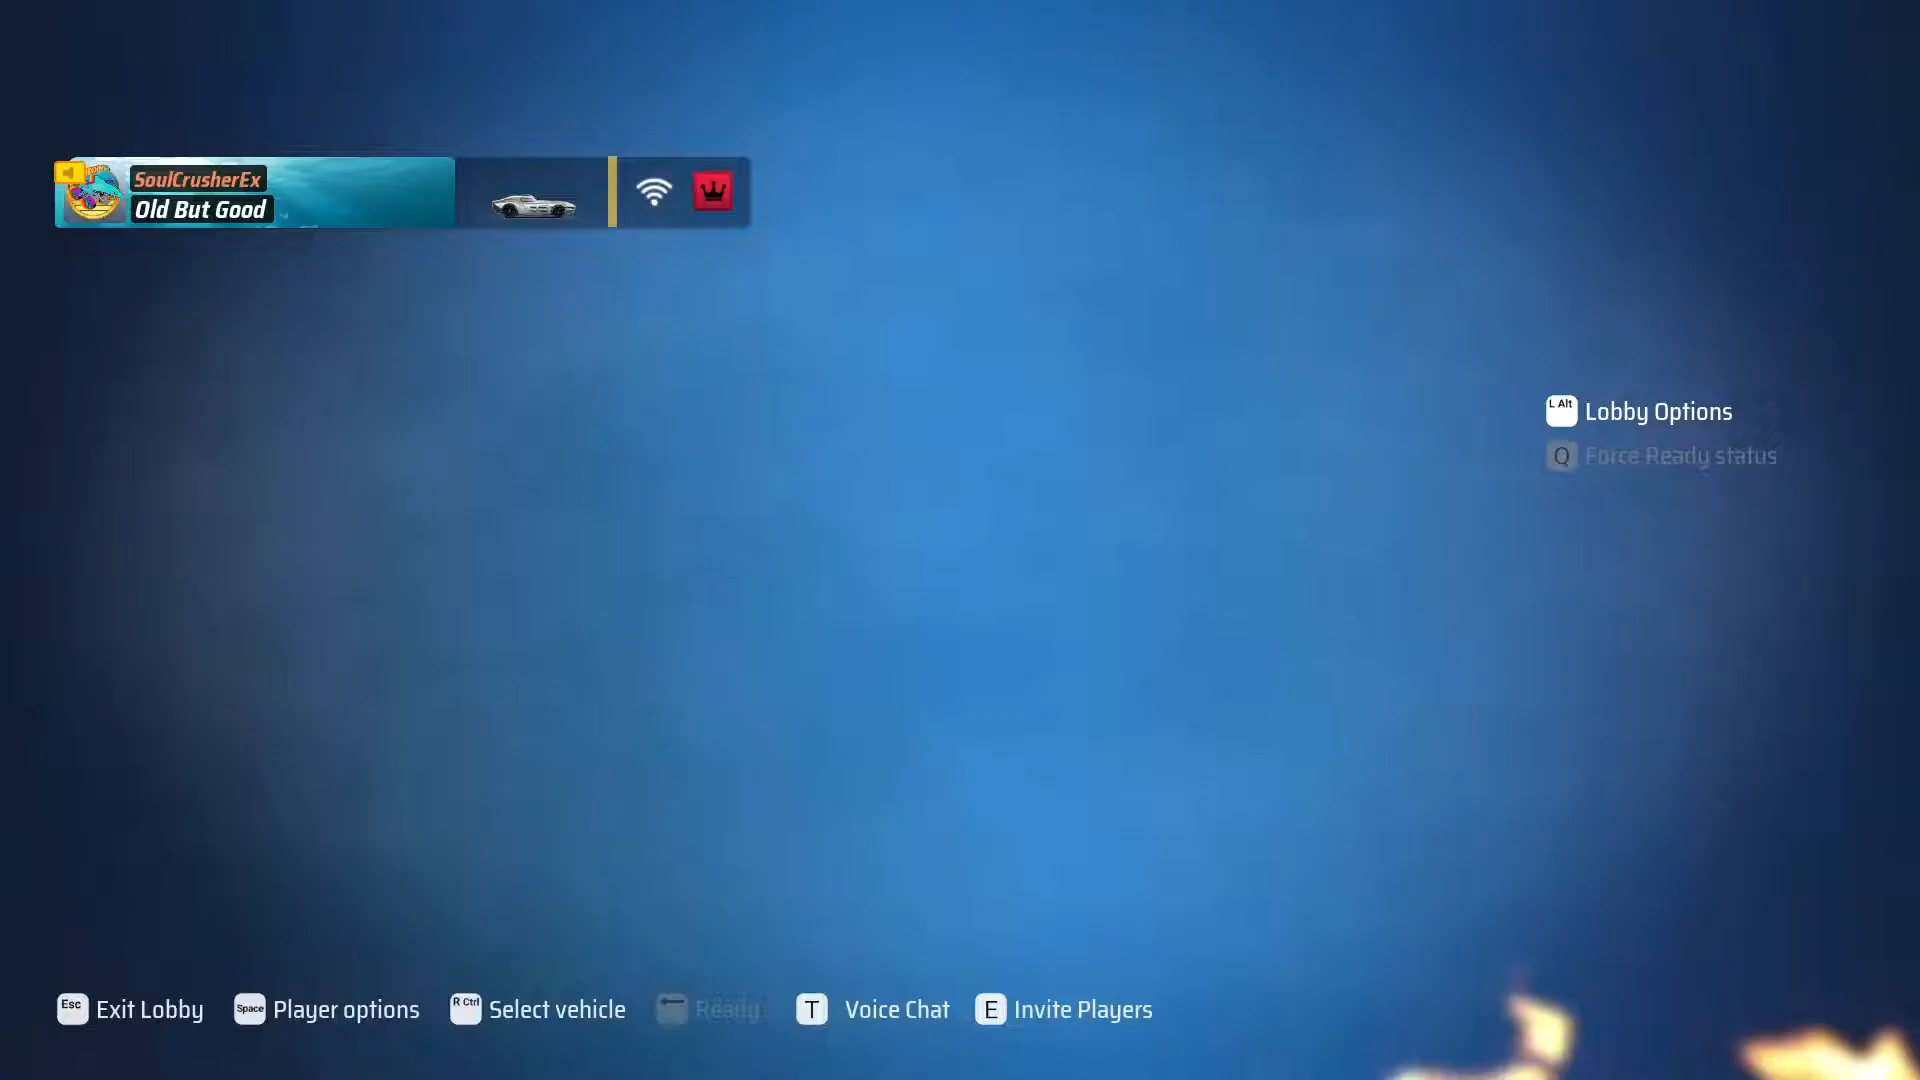 SoulCrusherEx
Old But Good
L Alt Lobby Options
Q Force Ready status
Esc Exit Lobby Space Player options R Ctrl Select vehicle Ready T Voice Chat E Invite Players